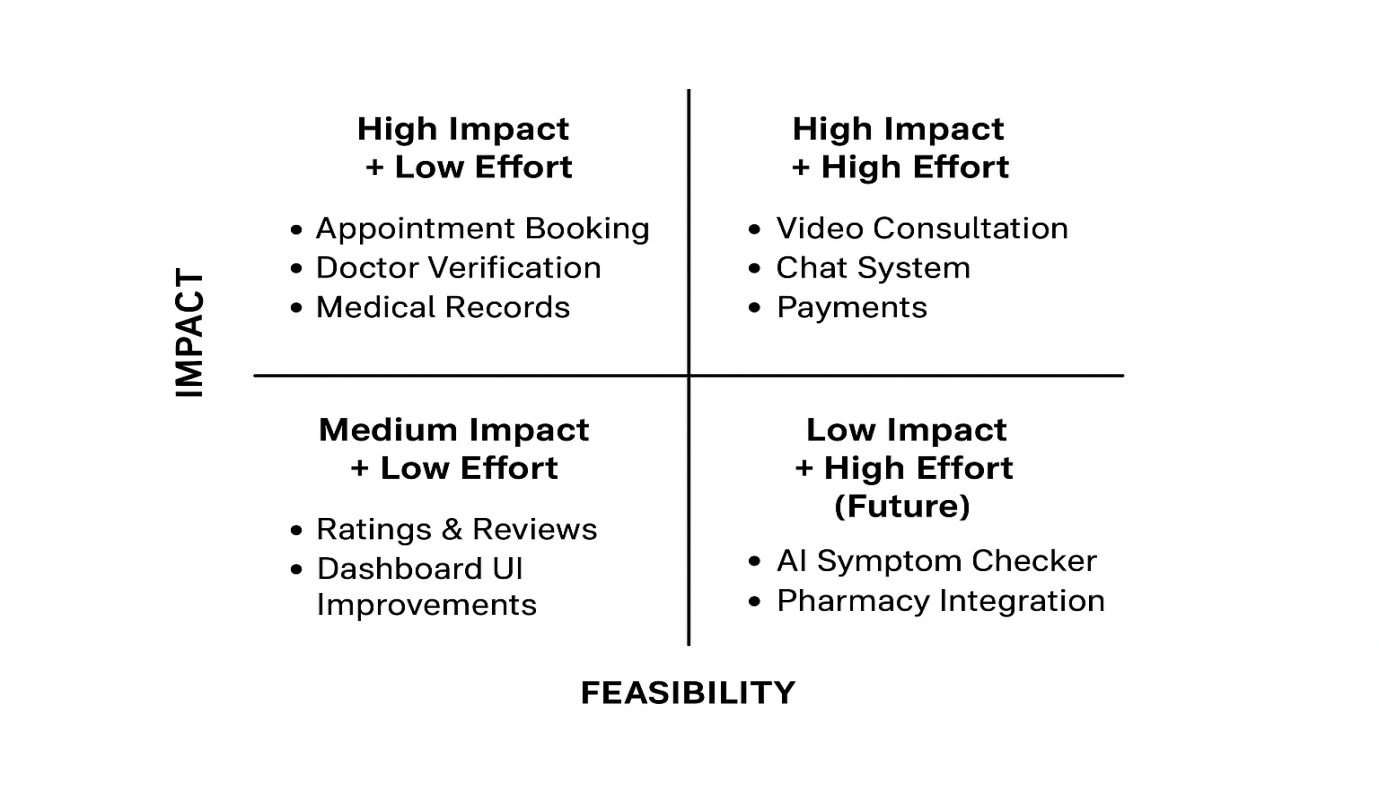 High Impact
+ Low Effort
• Appointment Booking
• Doctor Verification
• Medical Records
High Impact
+ High Effort
• Video Consultation
• Chat System
• Payments
IMPACT
Medium Impact
+ Low Effort
• Ratings & Reviews
• Dashboard UI
Improvements
Low Impact
+ High Effort
(Future)
• AI Symptom Checker
• Pharmacy Integration
FEASIBILITY